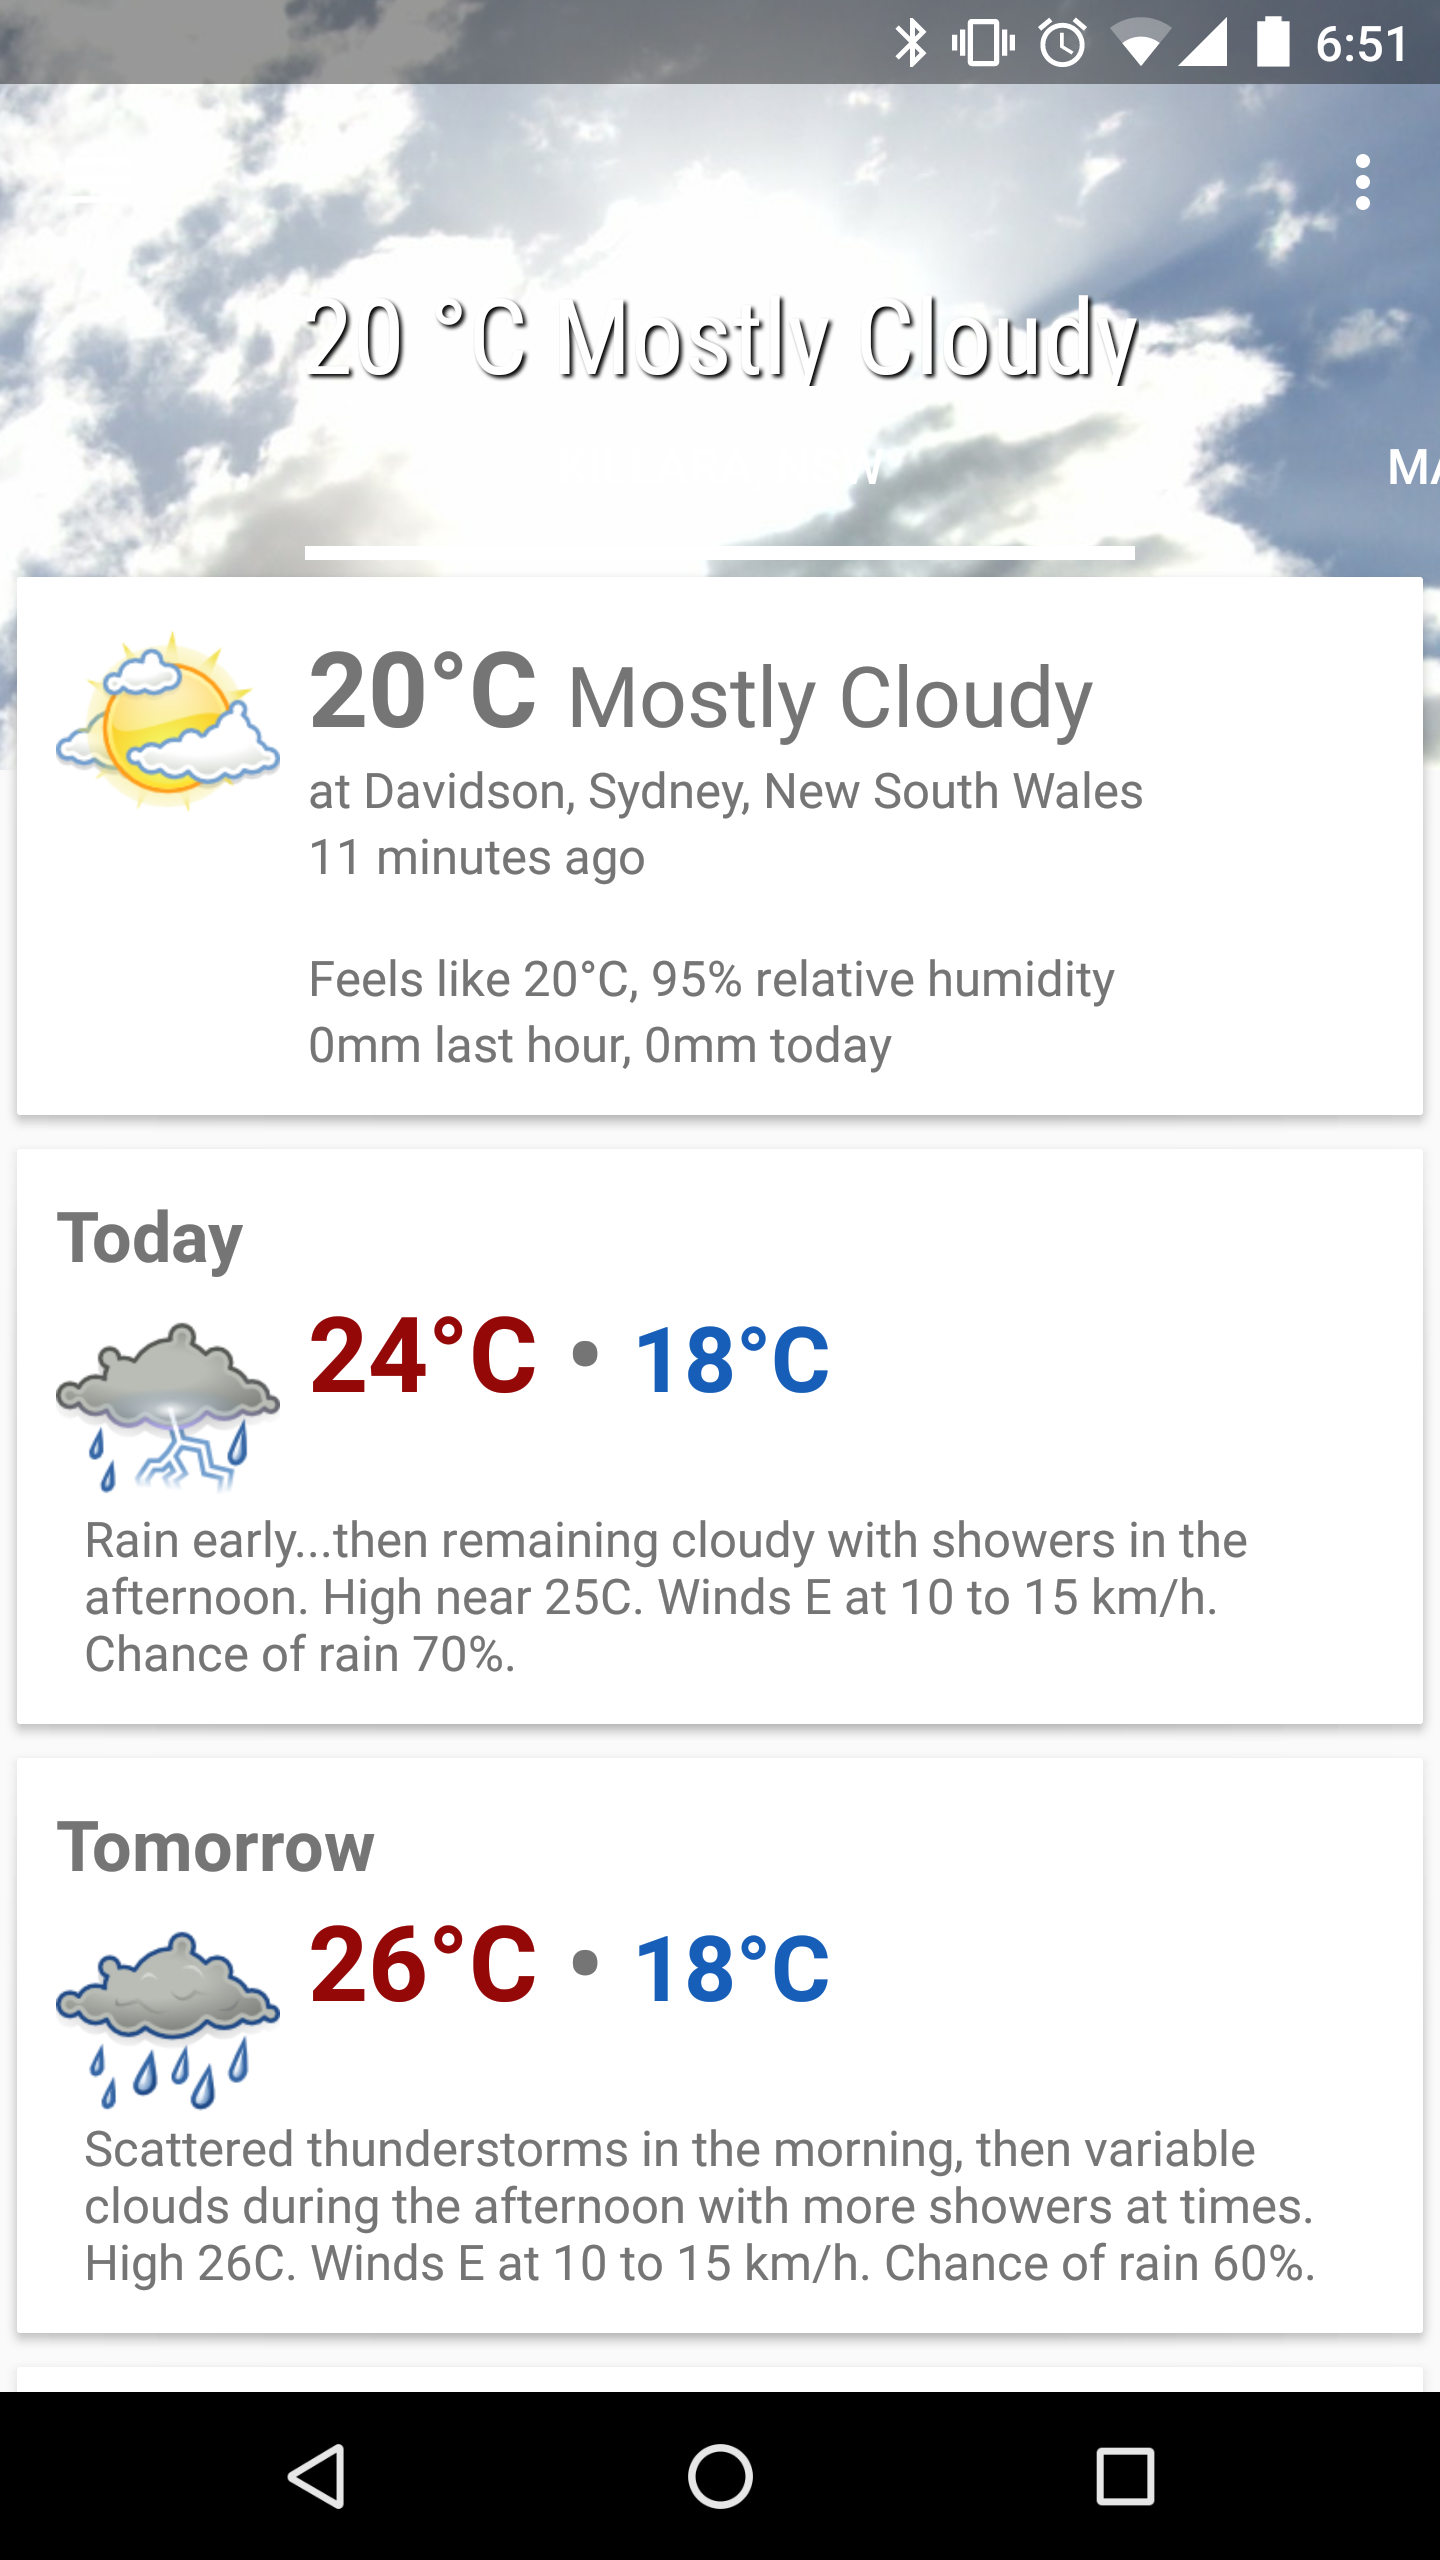 6:51
20 °C Mostly Cloudy
MA
20°C Mostly Cloudy
at Davidson, Sydney, New South Wales
11 minutes ago
Feels like 20°C, 95% relative humidity
0mm last hour, 0mm today
Today
24°C • 18°C
Rain early...then remaining cloudy with showers in the
afternoon. High near 25C. Winds E at 10 to 15 km/h.
Chance of rain 70%.
Tomorrow
26°C • 18°C
Scattered thunderstorms in the morning, then variable
clouds during the afternoon with more showers at times.
High 26C. Winds E at 10 to 15 km/h. Chance of rain 60%.